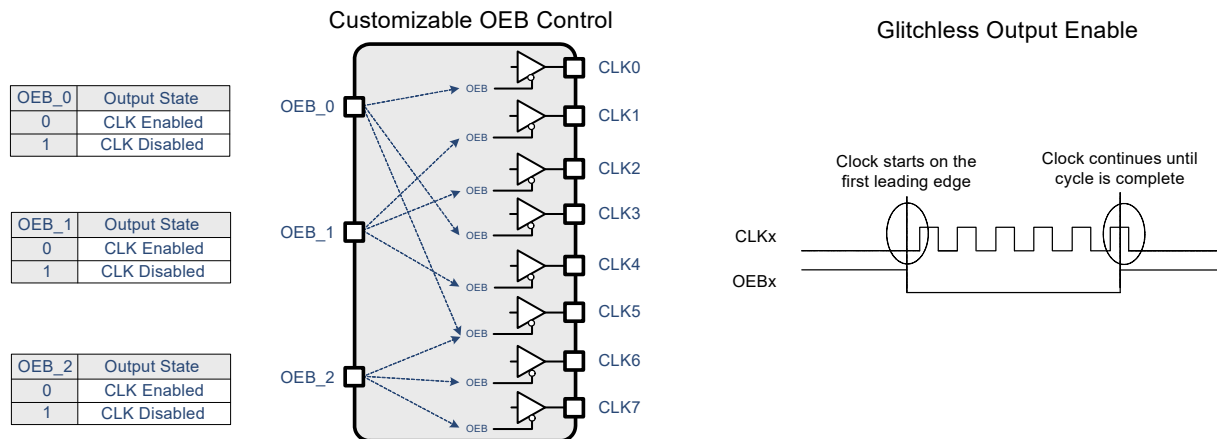 Customizable OEB Control
Glitchless Output Enable
OEB_0 Output State
0 CLK Enabled
1 CLK Disabled
OEB_1 Output State
0 CLK Enabled
1 CLK Disabled
OEB_2 Output State
0 CLK Enabled
1 CLK Disabled
OEB_0
OEB_1
OEB_2
OEB
OEB
OEB
OEB
OEB
OEB
OEB
OEB
CLK0
CLK1
CLK2
CLK3
CLK4
CLK5
CLK6
CLK7
Clock starts on the
first leading edge
Clock continues until
cycle is complete
CLKx
OEBx